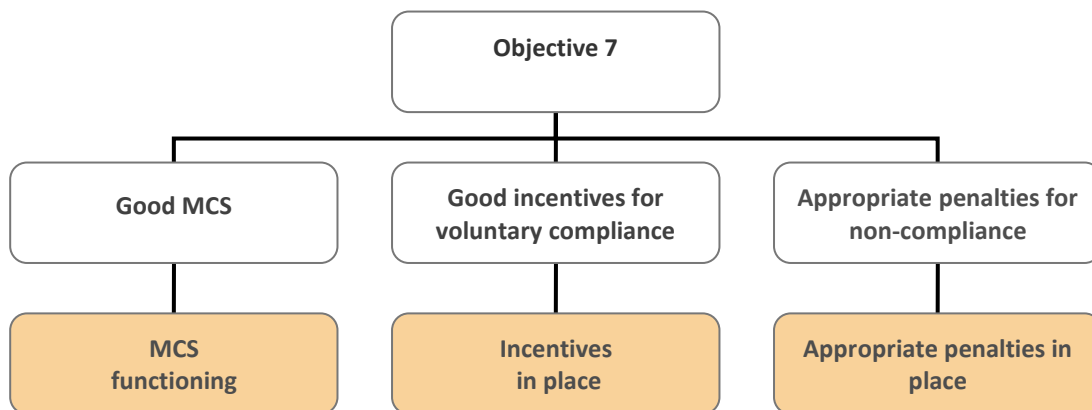 Objective 7
Good MCS
Good incentives for
voluntary compliance
Appropriate penalties for
non-compliance
MCS
functioning
Incentives
in place
Appropriate penalties in
place